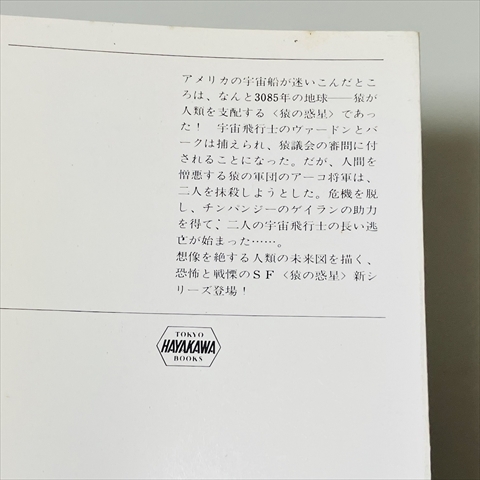 アメリカの宇宙船が迷いこんだとこ
ろは、なんと3085年の地球――猿が
人類を支配する〈猿の惑星〉であっ
た！　宇宙飛行士のヴァードンとバ
ークは捕えられ、猿議会の審問に付
されることになった。だが、人間を
憎悪する猿の軍団のアーコ将軍は、
二人を抹殺しようとした。危機を脱
し、チンパンジーのゲイランの助力
を得て、二人の宇宙飛行士の長い逃
亡が始まった……。
想像を絶する人類の未来図を描く、
恐怖と戦慄のＳＦ〈猿の惑星〉新シ
リーズ登場！
TOKYO
HAYAKAWA
BOOKS